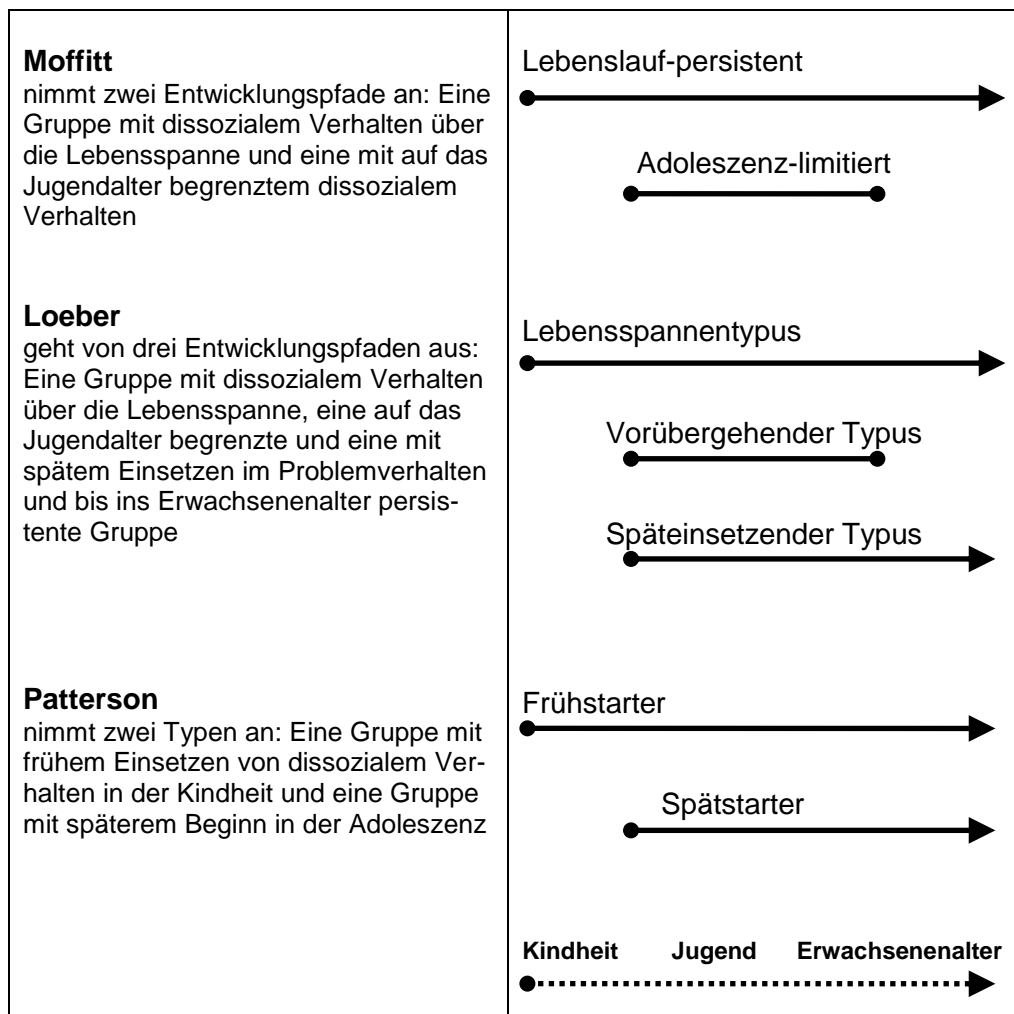 Moffitt
nimmt zwei Entwicklungspfade an: Eine
Gruppe mit dissozialem Verhalten über
die Lebensspanne und eine mit auf das
Jugendalter begrenztem dissozialem
Verhalten
Lebenslauf-persistent
Adoleszenz-limitiert
Loeber
geht von drei Entwicklungspfaden aus:
Eine Gruppe mit dissozialem Verhalten
über die Lebensspanne, eine auf das
Jugendalter begrenzte und eine mit
spätem Einsetzen im Problemverhalten
und bis ins Erwachsenenalter persis-
tente Gruppe
Lebensspannentypus
Vorübergehender Typus
Späteinsetzender Typus
Patterson
nimmt zwei Typen an: Eine Gruppe mit
frühem Einsetzen von dissozialem Ver-
halten in der Kindheit und eine Gruppe
mit späterem Beginn in der Adoleszenz
Frühstarter
Spätstarter
Kindheit Jugend Erwachsenenalter